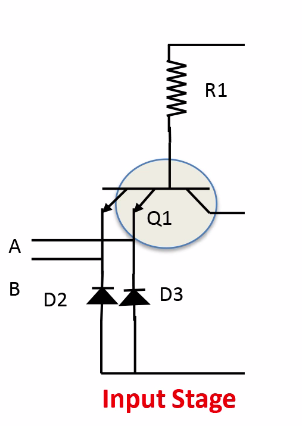 R1
Q1
A
B
D2
D3
Input Stage